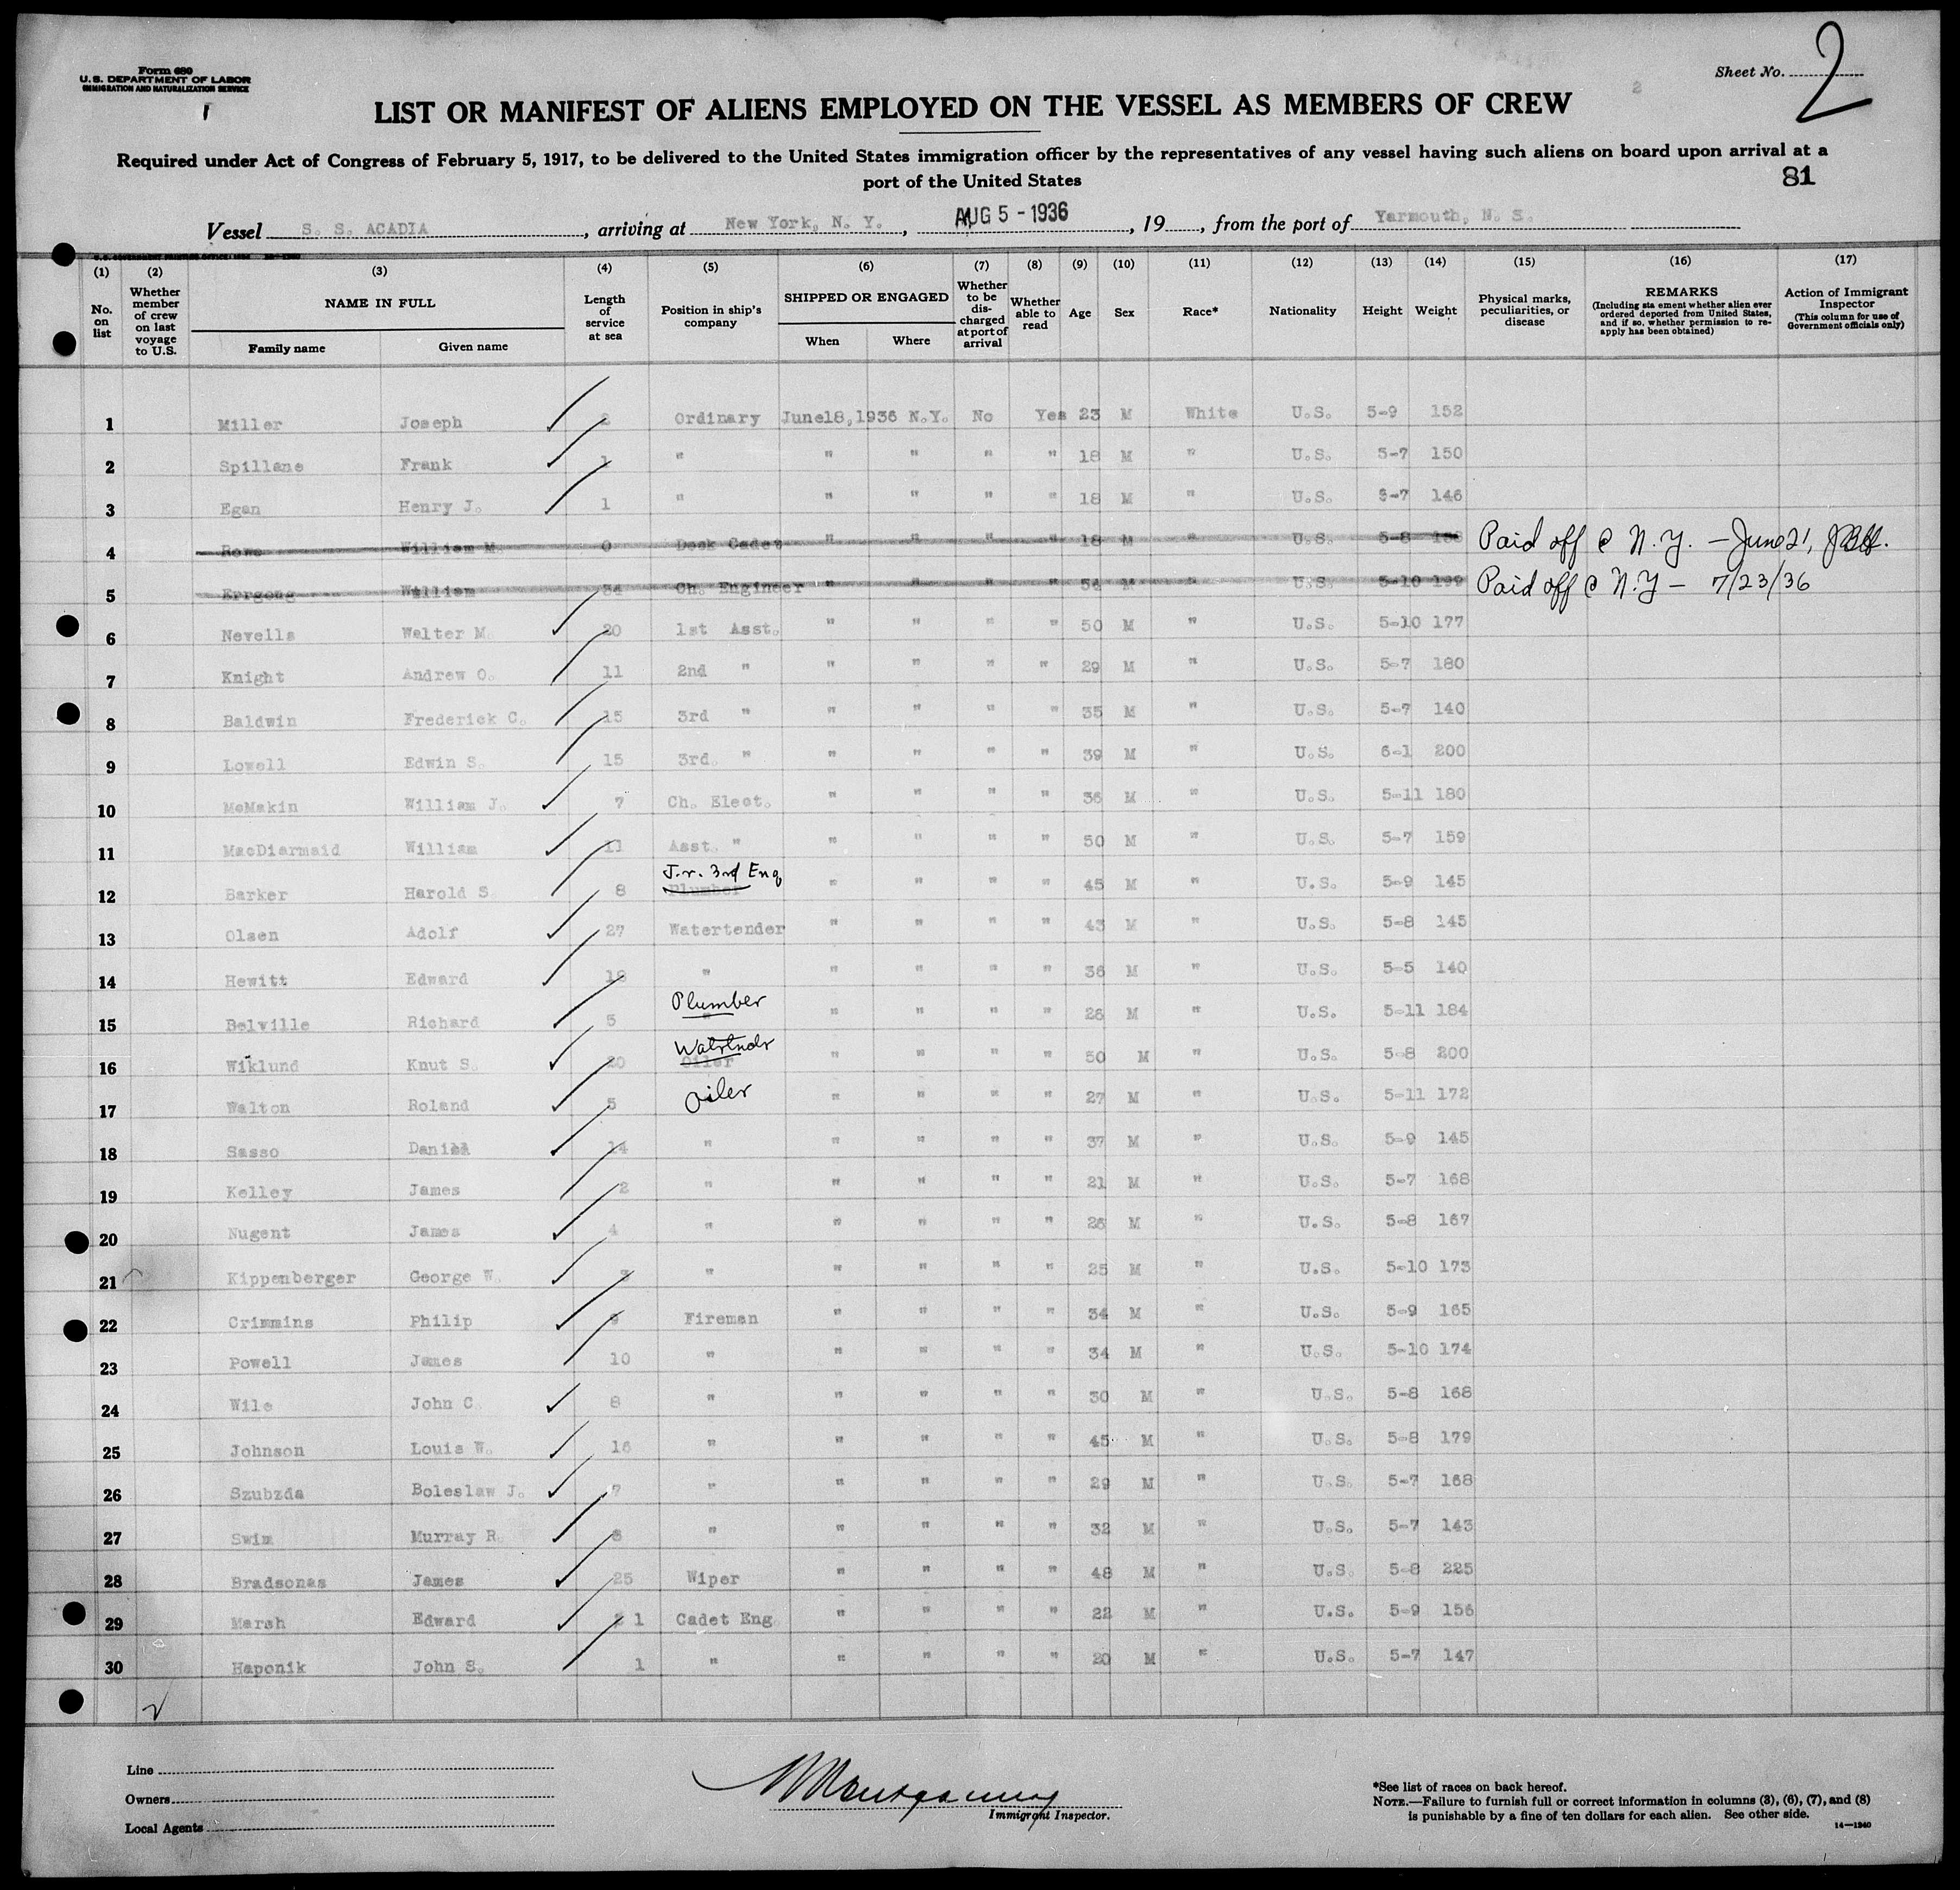 Form 680
U. S. DEPARTMENT OF LABOR
IMMIGRATION AND NATURALIZATION SERVICE
Sheet No. 2
LIST OR MANIFEST OF ALIENS EMPLOYED ON THE VESSEL AS MEMBERS OF CREW
Required under Act of Congress of February 5, 1917, to be delivered to the United States immigration officer by the representatives of any vessel having such aliens on board upon arrival at a
port of the United States
81
Vessel S. S. ACADIA, arriving at New York, N. Y., AUG 5 - 1936, 19, from the port of Yarmouth, N. S.
(1) (2) (3) (4) (5) (6) (7) (8) (9) (10) (11) (12) (13) (14) (15) (16) (17)
No. on list
Whether member of crew on last voyage to U.S.
NAME IN FULL
Family name
Given name
Length of service at sea
Position in ship's company
SHIPPED OR ENGAGED
When
Where
Whether to be discharged at port of arrival
Whether able to read
Age
Sex
Race*
Nationality
Height
Weight
Physical marks, peculiarities, or disease
REMARKS
(Including sta ement whether alien ever ordered deported from United States, and if so, whether permission to reapply has been obtained)
Action of Immigrant Inspector
(This column for use of Government officials only)
1 Miller Joseph 2 Ordinary June18,1936 N.Y. No Yes 23 M White U.S. 5-9 152
2 Spillane Frank 1 " " " " " 18 M " U.S. 5-7 150
3 Egan Henry J. 1 " " " " " 18 M " U.S. 5-7 146
4 Rowe William M. 0 Deck Cadet " " " " 18 M " U.S. 5-8 Paid off @ N.Y. - June 21,
5 William 34 Ch. Engineer " " " " 54 M " U.S. 5-10 199 Paid off @ N.Y - 7/23/36
6 Nevells Walter M. 20 1st Asst. " " " " 50 M " U.S. 5-10 177
7 Knight Andrew O. 11 2nd " " " " " 29 M " U.S. 5-7 180
8 Baldwin Frederick C. 15 3rd " " " " " 35 M " U.S. 5-7 140
9 Lowell Edwin S. 15 3rd. " " " " " 39 M " U.S. 6-1 200
10 McMakin William J. 7 Ch. Elect. " " " " 36 M " U.S. 5-11 180
11 MacDiarmaid William 11 Asst. " " " " " 50 M " U.S. 5-7 159
12 Barker Harold S. 8 Plumber Jr. 3rd Eng " " " " 45 M " U.S. 5-9 145
13 Olsen Adolf 27 Watertender " " " " 43 M " U.S. 5-8 145
14 Hewitt Edward 18 " " " " " 36 M " U.S. 5-5 140
15 Belville Richard 5 Plumber " " " " 26 M " U.S. 5-11 184
16 Wiklund Knut S. 20 Oiler Watrtndr " " " " 50 M " U.S. 5-8 200
17 Walton Roland 5 Oiler " " " " 27 M " U.S. 5-11 172
18 Sasso Daniel 14 " " " " " 37 M " U.S. 5-9 145
19 Kelley James 2 " " " " " 21 M " U.S. 5-7 168
20 Nugent James 4 " " " " " 26 M " U.S. 5-8 167
21 Kippenberger George W. " " " " " 25 M " U.S. 5-10 173
22 Crimmins Philip 9 Fireman " " " " 34 M " U.S. 5-9 165
23 Powell James 10 " " " " " 34 M " U.S. 5-10 174
24 Wile John C. 8 " " " " " 30 M " U.S. 5-8 168
25 Johnson Louis W. 16 " " " " " 45 M " U.S. 5-8 179
26 Szubzda Boleslaw J. 7 " " " " " 29 M " U.S. 5-7 168
27 Swim Murray R. " " " " " 32 M " U.S. 5-7 143
28 Bradsonas James 25 Wiper " " " " 48 M " U.S. 5-8 225
29 Marsh Edward 1 Cadet Eng. " " " " 22 M " U.S. 5-9 156
30 Haponik John S. 1 " " " " " 20 M " U.S. 5-7 147
Line
Owners
Local Agents
Montgomery
Immigrant Inspector.
*See list of races on back hereof.
NOTE.—Failure to furnish full or correct information in columns (3), (6), (7), and (8)
is punishable by a fine of ten dollars for each alien. See other side.
14—1240